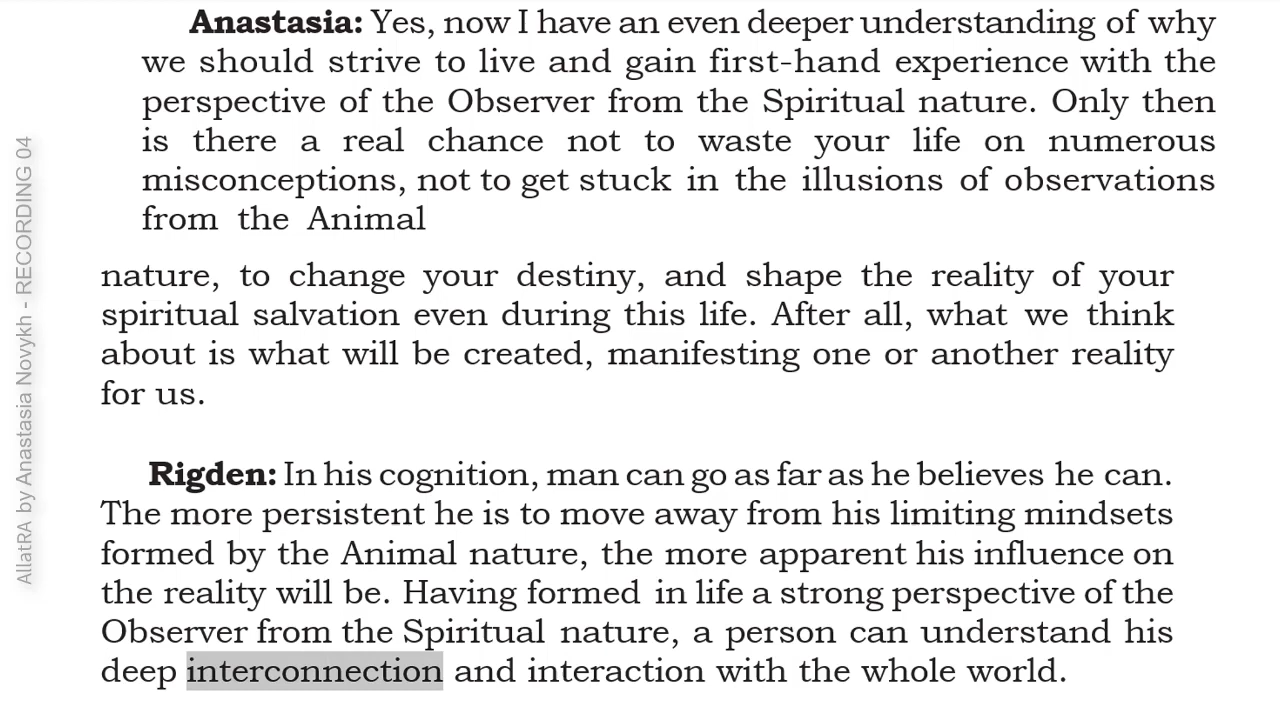 Anastasia: Yes, now I have an even deeper understanding of why
we should strive to live and gain first-hand experience with the
perspective of the Observer from the Spiritual nature. Only then
is there a real chance not to waste your life on numerous
misconceptions, not to get stuck in the illusions of observations
from the Animal
nature, to change your destiny, and shape the reality of your
spiritual salvation even during this life. After all, what we think
about is what will be created, manifesting one or another reality
for us.
Rigden: In his cognition, man can go as far as he believes he can.
The more persistent he is to move away from his limiting mindsets
formed by the Animal nature, the more apparent his influence on
the reality will be. Having formed in life a strong perspective of the
Observer from the Spiritual nature, a person can understand his
deep interconnection and interaction with the whole world.
AllatRA by Anastasia Novykh - RECORDING 04